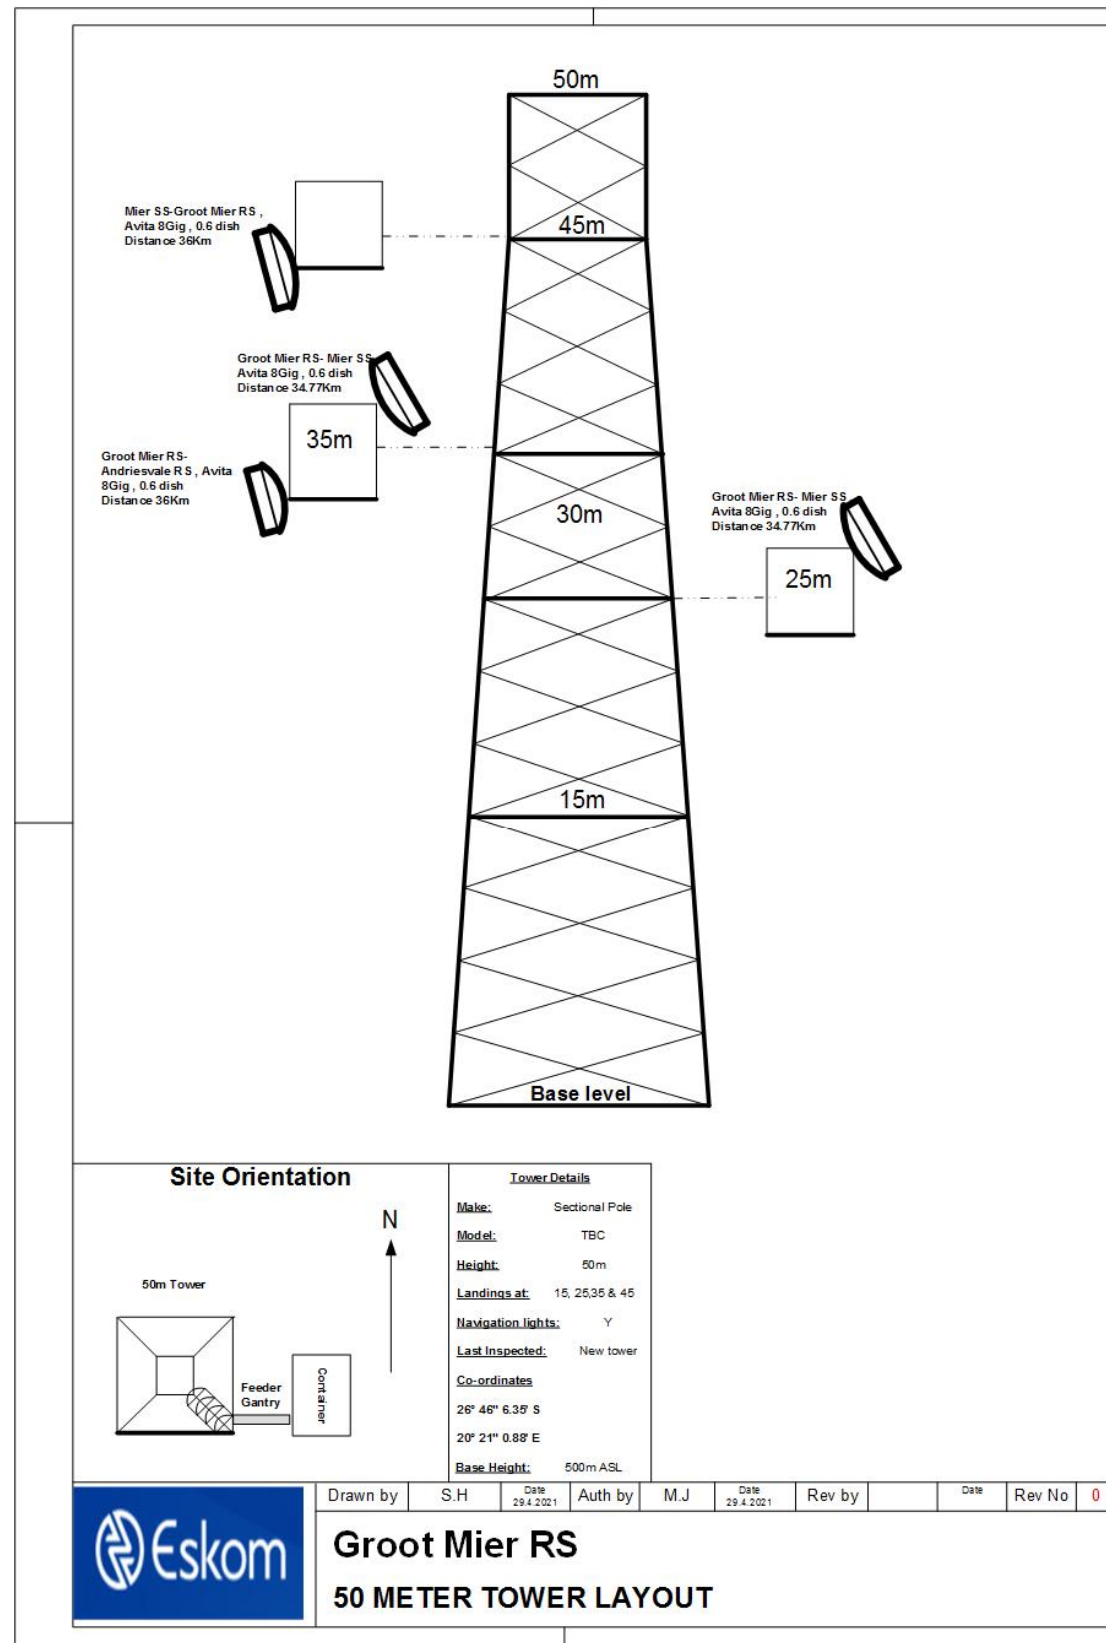 50m
45m
Mier SS-Groot Mier RS ,
Avita 8Gig , 0.6 dish
Distance 36Km
Groot Mier RS- Mier SS
Avita 8Gig , 0.6 dish
Distance 34.77Km
35m
Groot Mier RS-
Andriesvale RS , Avita
8Gig , 0.6 dish
Distance 36Km
30m
Groot Mier RS- Mier SS
Avita 8Gig , 0.6 dish
Distance 34.77Km
25m
15m
Base level
Site Orientation
N
50m Tower
Feeder
Gantry
Container
Tower Details
Make: Sectional Pole
Model: TBC
Height: 50m
Landings at: 15, 25,35 & 45
Navigation lights: Y
Last Inspected: New tower
Co-ordinates
26° 46" 6.35' S
20° 21" 0.88' E
Base Height: 500m ASL
Eskom
Drawn by S.H Date 29.4.2021 Auth by M.J Date 29.4.2021 Rev by Date Rev No 0
Groot Mier RS
50 METER TOWER LAYOUT